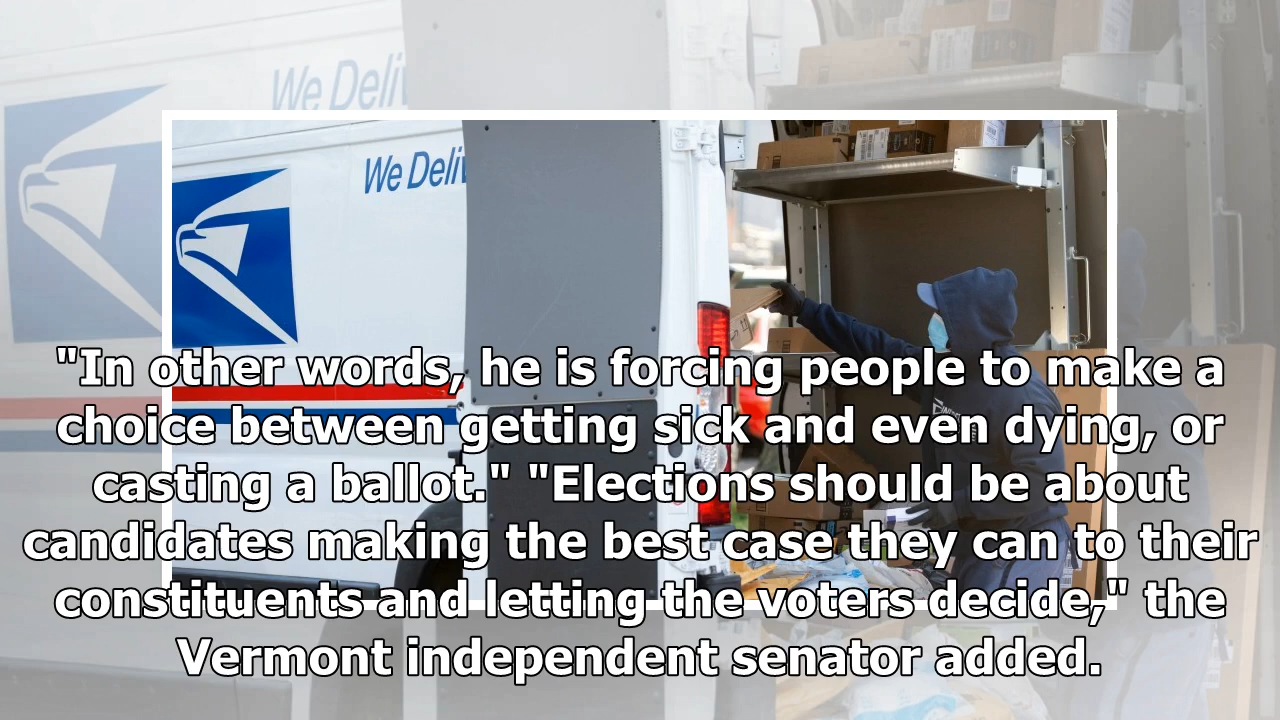 We Deli
We Deliv
"In other words, he is forcing people to make a
choice between getting sick and even dying, or
casting a ballot." "Elections should be about
candidates making the best case they can to their
constituents and letting the voters decide," the
Vermont independent senator added.